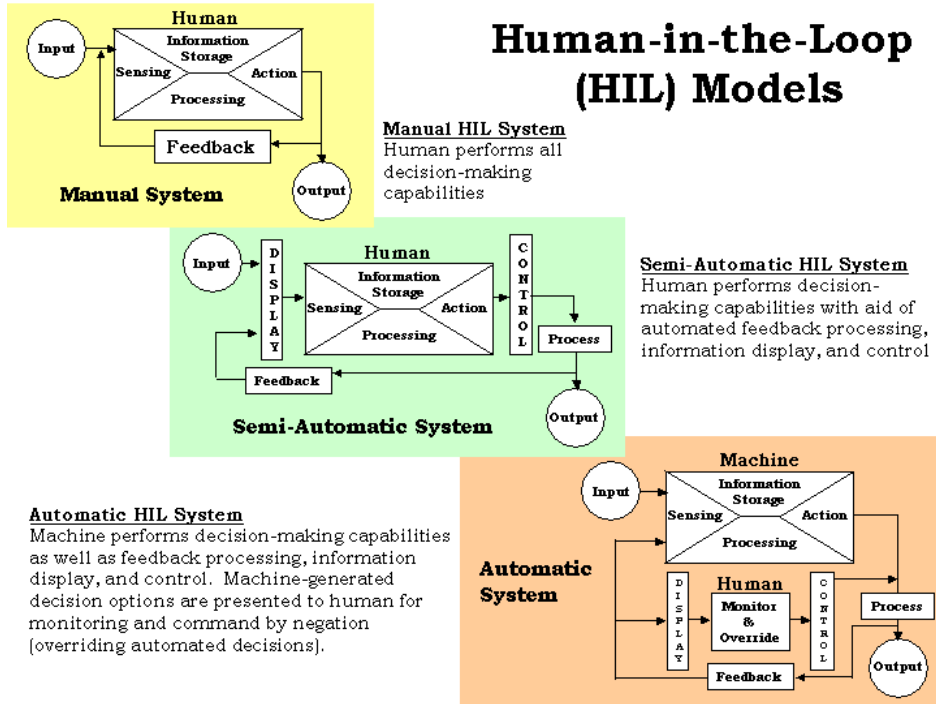 Human-in-the-Loop
(HIL) Models
Human
Input
Information
Storage
Sensing
Action
Processing
Feedback
Output
Manual System
Manual HIL System
Human performs all
decision-making
capabilities
Input
DISPLAY
Human
Information
Storage
Sensing
Action
Processing
CONTROL
Process
Feedback
Output
Semi-Automatic System
Semi-Automatic HIL System
Human performs decision-
making capabilities with aid of
automated feedback processing,
information display, and control
Machine
Input
Information
Storage
Sensing
Action
Processing
Automatic
System
DISPLAY
Human
Monitor
&
Override
CONTROL
Process
Feedback
Output
Automatic HIL System
Machine performs decision-making capabilities
as well as feedback processing, information
display, and control.  Machine-generated
decision options are presented to human for
monitoring and command by negation
(overriding automated decisions).